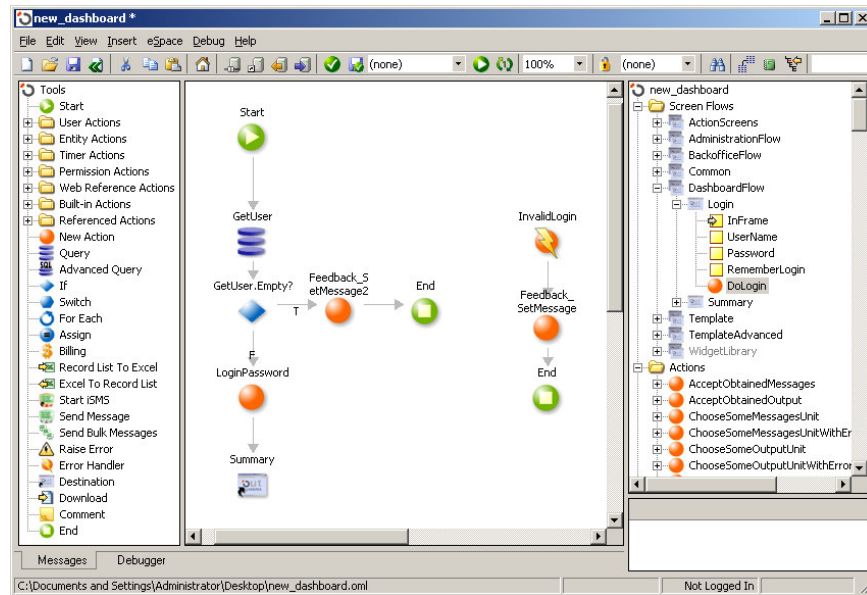 new_dashboard *
File Edit View Insert eSpace Debug Help
(none) 100% (none)
Tools
Start
User Actions
Entity Actions
Timer Actions
Permission Actions
Web Reference Actions
Built-in Actions
Referenced Actions
New Action
Query
SQL
Advanced Query
If
Switch
For Each
Assign
Billing
Record List To Excel
Excel To Record List
Start iSMS
Send Message
Send Bulk Messages
Raise Error
Error Handler
Destination
Download
Comment
End
Start
GetUser
GetUser.Empty?
T
Feedback_S
etMessage2
End
F
LoginPassword
Summary
InvalidLogin
Feedback_
SetMessage
End
new_dashboard
Screen Flows
ActionScreens
AdministrationFlow
BackofficeFlow
Common
DashboardFlow
Login
InFrame
UserName
Password
RememberLogin
DoLogin
Summary
Template
TemplateAdvanced
WidgetLibrary
Actions
AcceptObtainedMessages
AcceptObtainedOutput
ChooseSomeMessagesUnit
ChooseSomeMessagesUnitWithEr
ChooseSomeOutputUnit
ChooseSomeOutputUnitWithError
Messages Debugger
C:\Documents and Settings\Administrator\Desktop\new_dashboard.oml Not Logged In